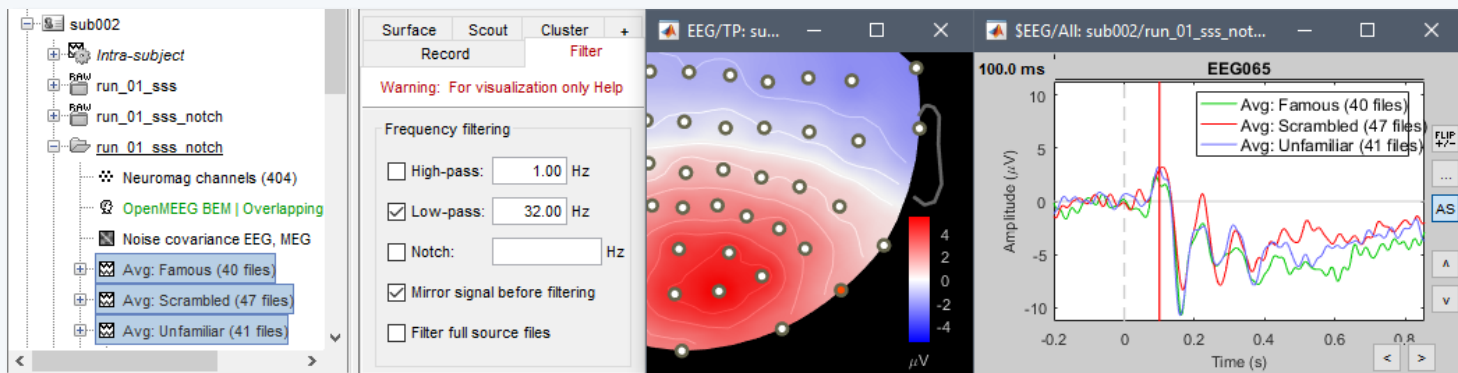 sub002
Intra-subject
RAW
run_01_sss
RAW
run_01_sss_notch
run_01_sss_notch
Neuromag channels (404)
OpenMEEG BEM | Overlapping
Noise covariance EEG, MEG
Avg: Famous (40 files)
Avg: Scrambled (47 files)
Avg: Unfamiliar (41 files)
Surface Scout Cluster +
Record Filter
Warning: For visualization only Help
Frequency filtering
High-pass: 1.00 Hz
Low-pass: 32.00 Hz
Notch: Hz
Mirror signal before filtering
Filter full source files
EEG/TP: su...
4
2
0
-2
-4
μV
$EEG/All: sub002/run_01_sss_not...
100.0 ms
EEG065
Avg: Famous (40 files)
Avg: Scrambled (47 files)
Avg: Unfamiliar (41 files)
Amplitude (μV)
10
5
0
-5
-10
-0.2 0 0.2 0.4 0.6 0.8
Time (s)
FLIP
+/-
...
AS
∧
v
< >